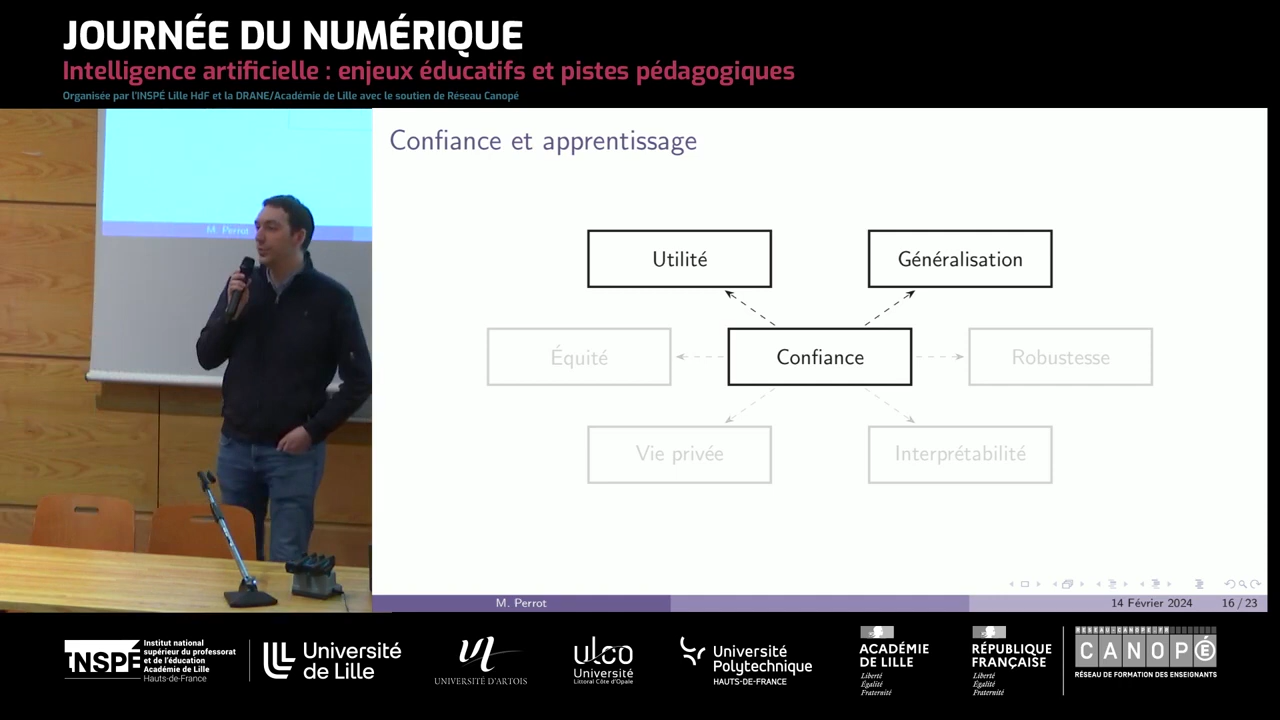 JOURNÉE DU NUMÉRIQUE
Intelligence artificielle : enjeux éducatifs et pistes pédagogiques
Organisée par l'INSPÉ Lille HdF et la DRANE/Académie de Lille avec le soutien de Réseau Canopé
M. Perrot
Confiance et apprentissage
Utilité
Généralisation
Équité
Confiance
Robustesse
Vie privée
Interprétabilité
M. Perrot
14 Février 2024
16 / 23
INSPÉ
Institut national
supérieur du professorat
et de l'éducation
Académie de Lille
Hauts-de-France
Université
de Lille
UNIVERSITÉ D'ARTOIS
ulco
Université
Littoral Côte d'Opale
Université
Polytechnique
HAUTS-DE-FRANCE
ACADÉMIE
DE LILLE
Liberté
Égalité
Fraternité
RÉPUBLIQUE
FRANÇAISE
Liberté
Égalité
Fraternité
RESEAU-CANOPE.FR
CANOPÉ
RÉSEAU DE FORMATION DES ENSEIGNANTS